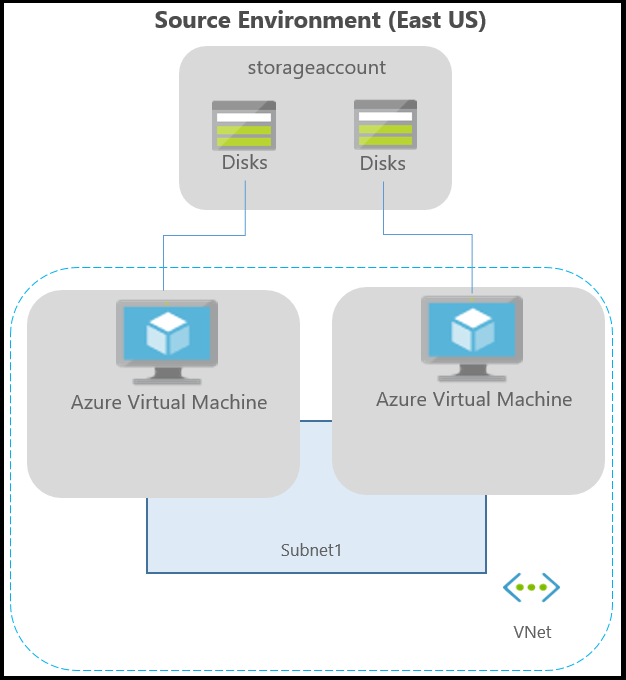 Source Environment (East US)
storageaccount
Disks
Disks
Azure Virtual Machine
Azure Virtual Machine
Subnet1
VNet